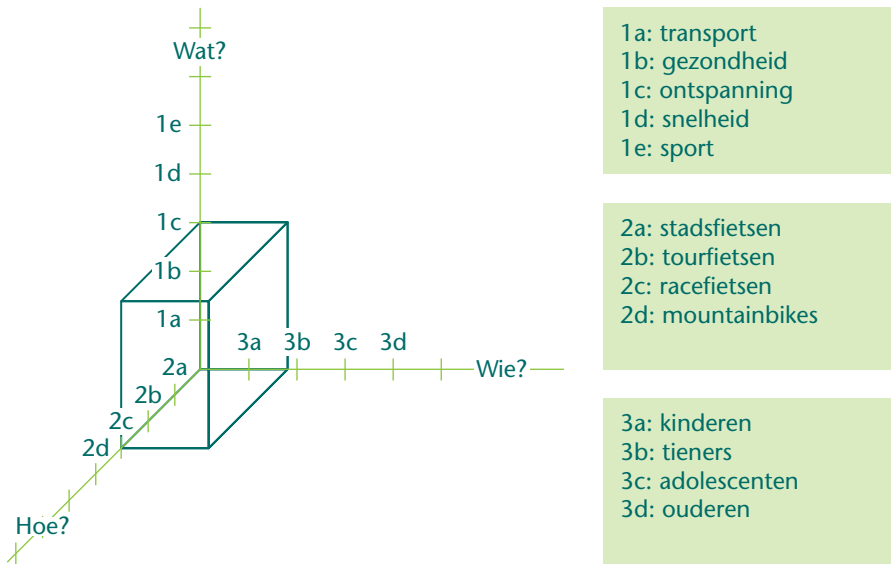 Wat?
1e
1d
1c
1b
1a
3a 3b 3c 3d
2a
Wie?
2b
2c
2d
Hoe?
1a: transport
1b: gezondheid
1c: ontspanning
1d: snelheid
1e: sport
2a: stadsfietsen
2b: tourfietsen
2c: racefietsen
2d: mountainbikes
3a: kinderen
3b: tieners
3c: adolescenten
3d: ouderen